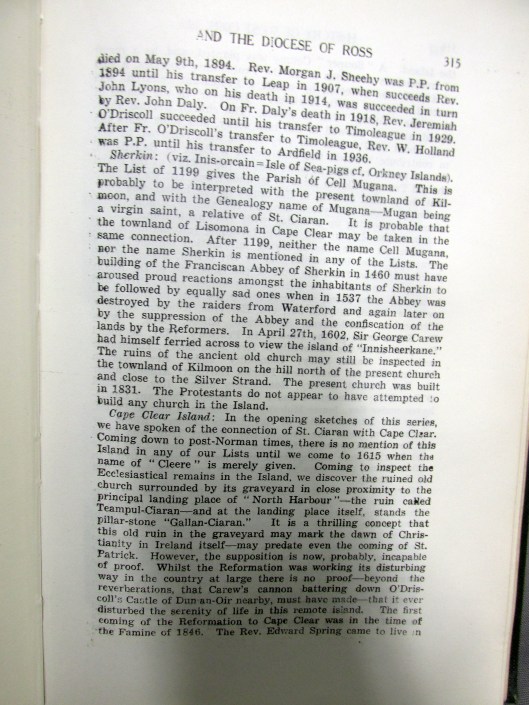 AND THE DIOCESE OF ROSS 315
died on May 9th, 1894. Rev. Morgan J. Sheehy was P.P. from
1894 until his transfer to Leap in 1907, when succeeds Rev.
John Lyons, who on his death in 1914, was succeeded in turn
by Rev. John Daly. On Fr. Daly's death in 1918, Rev. Jeremiah
O'Driscoll succeeded until his transfer to Timoleague in 1929.
After Fr. O'Driscoll's transfer to Timoleague, Rev. W. Holland
was P.P. until his transfer to Ardfield in 1936.
Sherkin: (viz. Inis-orcain=Isle of Sea-pigs cf. Orkney Islands).
The List of 1199 gives the Parish of Cell Mugana. This is
probably to be interpreted with the present townland of Kil-
moon, and with the Genealogy name of Mugana—Mugan being
a virgin saint, a relative of St. Ciaran. It is probable that
the townland of Lisomona in Cape Clear may be taken in the
same connection. After 1199, neither the name Cell Mugana,
nor the name Sherkin is mentioned in any of the Lists. The
building of the Franciscan Abbey of Sherkin in 1460 must have
aroused proud reactions amongst the inhabitants of Sherkin to
be followed by equally sad ones when in 1537 the Abbey was
destroyed by the raiders from Waterford and again later on
by the suppression of the Abbey and the confiscation of the
lands by the Reformers. In April 27th, 1602, Sir George Carew
had himself ferried across to view the island of "Innisheerkane."
The ruins of the ancient old church may still be inspected in
the townland of Kilmoon on the hill north of the present church
and close to the Silver Strand. The present church was built
in 1831. The Protestants do not appear to have attempted to
build any church in the Island.
Cape Clear Island: In the opening sketches of this series,
we have spoken of the connection of St. Ciaran with Cape Clear.
Coming down to post-Norman times, there is no mention of this
Island in any of our Lists until we come to 1615 when the
name of "Cleere" is merely given. Coming to inspect the
Ecclesiastical remains in the Island, we discover the ruined old
church surrounded by its graveyard in close proximity to the
principal landing place of "North Harbour"—the ruin called
Teampul-Ciaran—and at the landing place itself, stands the
pillar-stone "Gallan-Ciaran." It is a thrilling concept that
this old ruin in the graveyard may mark the dawn of Chris-
tianity in Ireland itself—may predate even the coming of St.
Patrick. However, the supposition is now, probably, incapable
of proof. Whilst the Reformation was working its disturbing
way in the country at large there is no proof—beyond the
reverberations, that Carew's cannon battering down O'Dris-
coll's Castle of Dun-an-Oir nearby, must have made—that it ever
disturbed the serenity of life in this remote island. The first
coming of the Reformation to Cape Clear was in the time of
the Famine of 1846. The Rev. Edward Spring came to live in